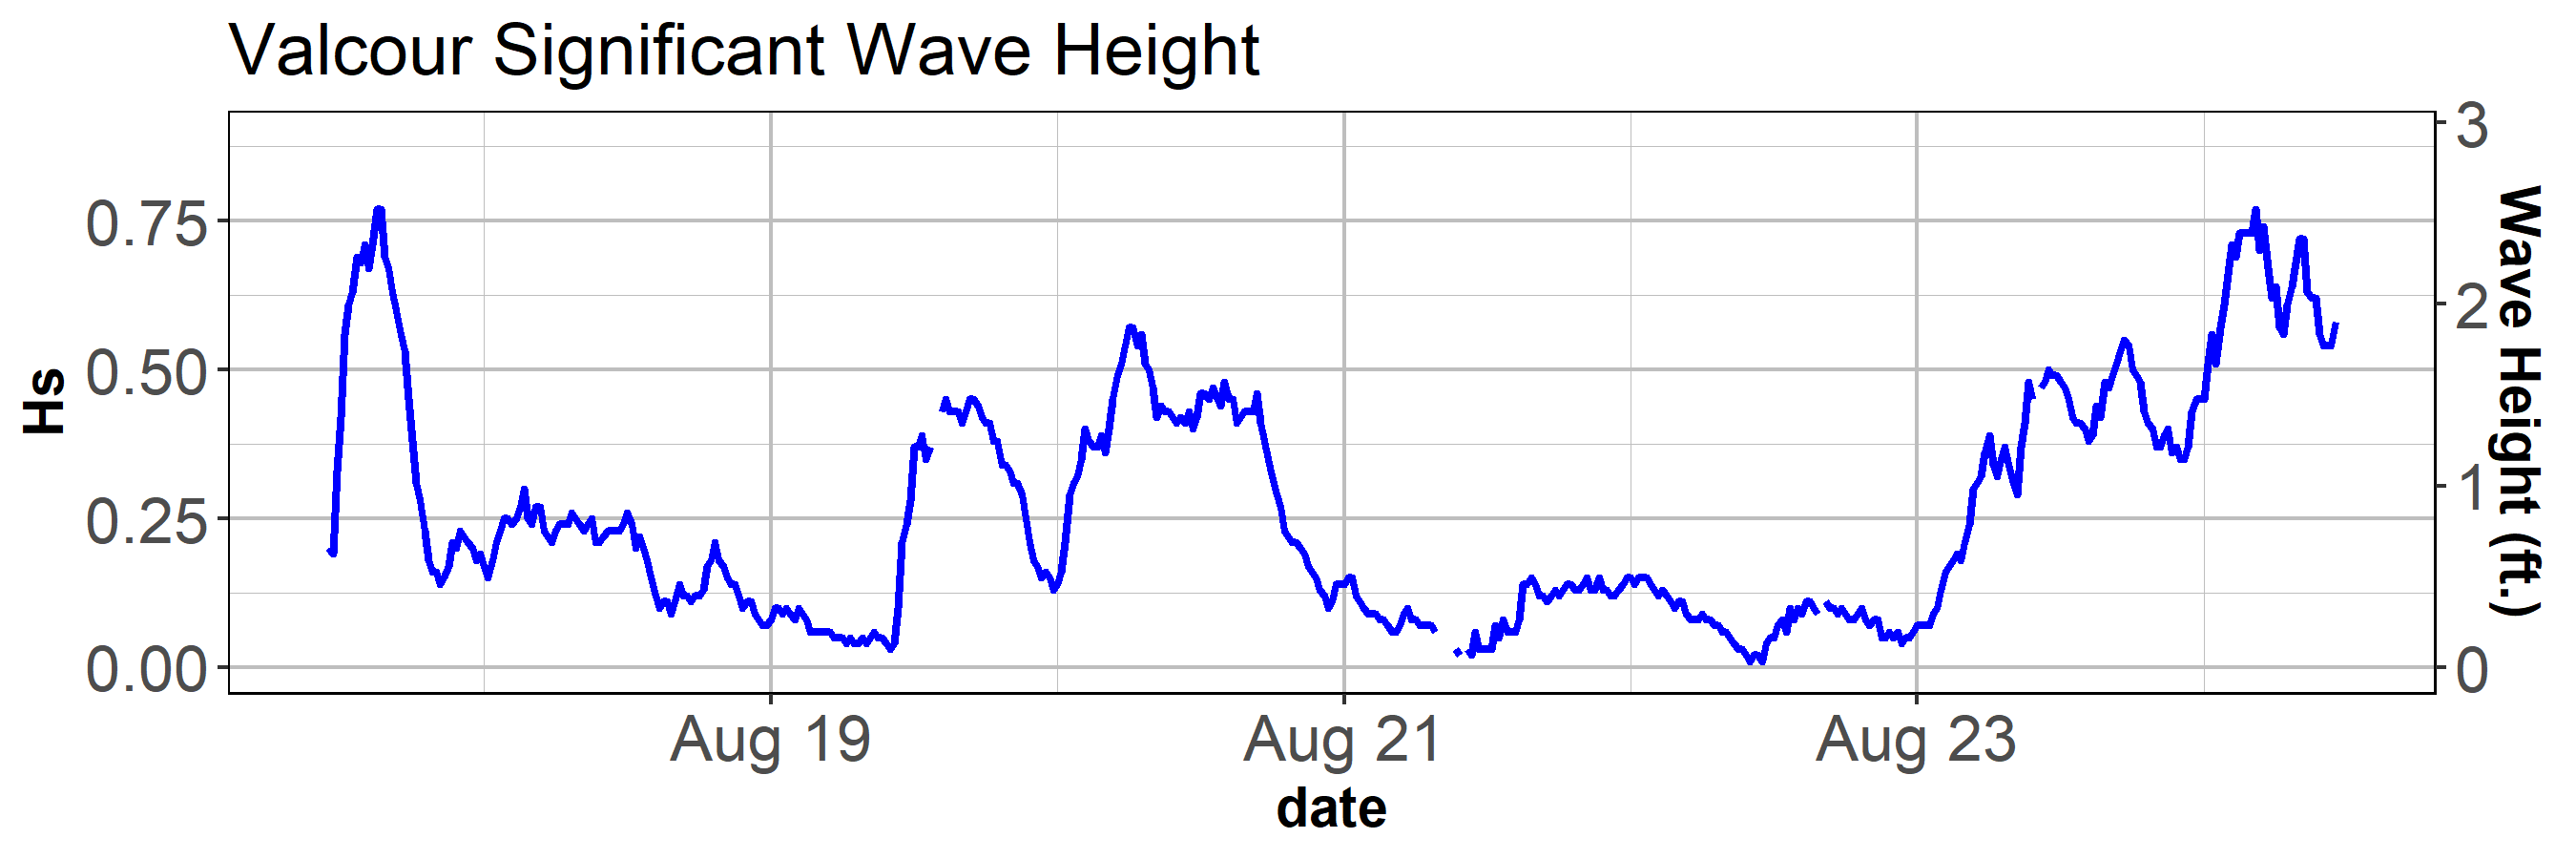 Valcour Significant Wave Height
Hs
0.75
0.50
0.25
0.00
3
2
1
0
Wave Height (ft.)
Aug 19
Aug 21
Aug 23
date